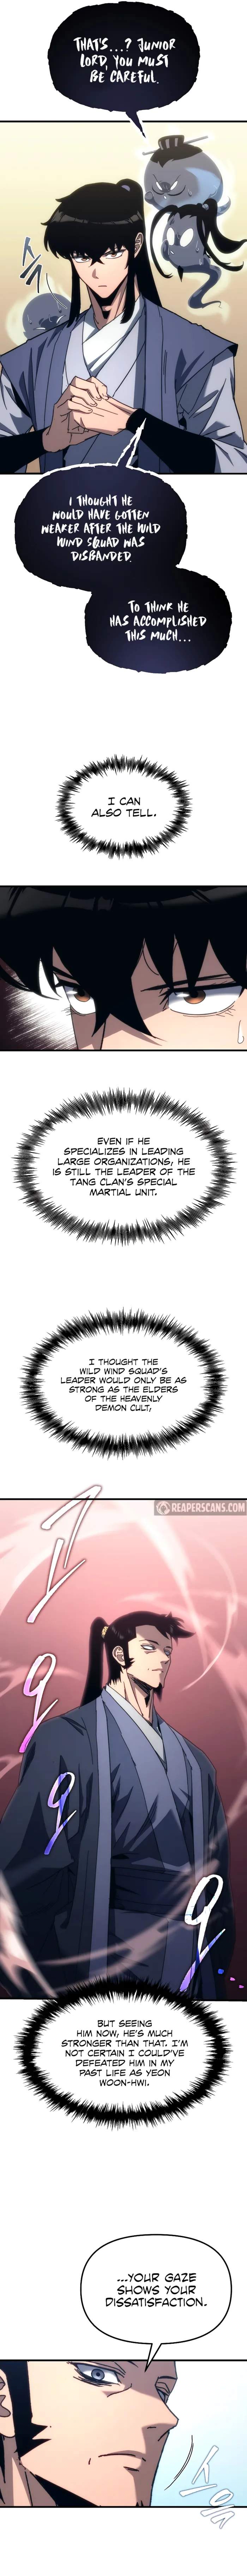 THAT'S...? JUNIOR
LORD, YOU MUST
BE CAREFUL.
스스
I THOUGHT HE
WOULD HAVE GOTTEN
WEAKER AFTER THE WILD
WIND SQUAD WAS
DISBANDED.
TO THINK HE
HAS ACCOMPLISHED
THIS MUCH...
I CAN
ALSO TELL.
EVEN IF HE
SPECIALIZES IN LEADING
LARGE ORGANIZATIONS, HE
IS STILL THE LEADER OF THE
TANG CLAN'S SPECIAL
MARTIAL UNIT.
I THOUGHT THE
WILD WIND SQUAD'S
LEADER WOULD ONLY BE AS
STRONG AS THE ELDERS
OF THE HEAVENLY
DEMON CULT,
REAPERSCANS.COM
BUT SEEING
HIM NOW, HE'S MUCH
STRONGER THAN THAT. I'M
NOT CERTAIN I COULD'VE
DEFEATED HIM IN MY
PAST LIFE AS YEON
WOON-HWI.
...YOUR GAZE
SHOWS YOUR
DISSATISFACTION.
스윽